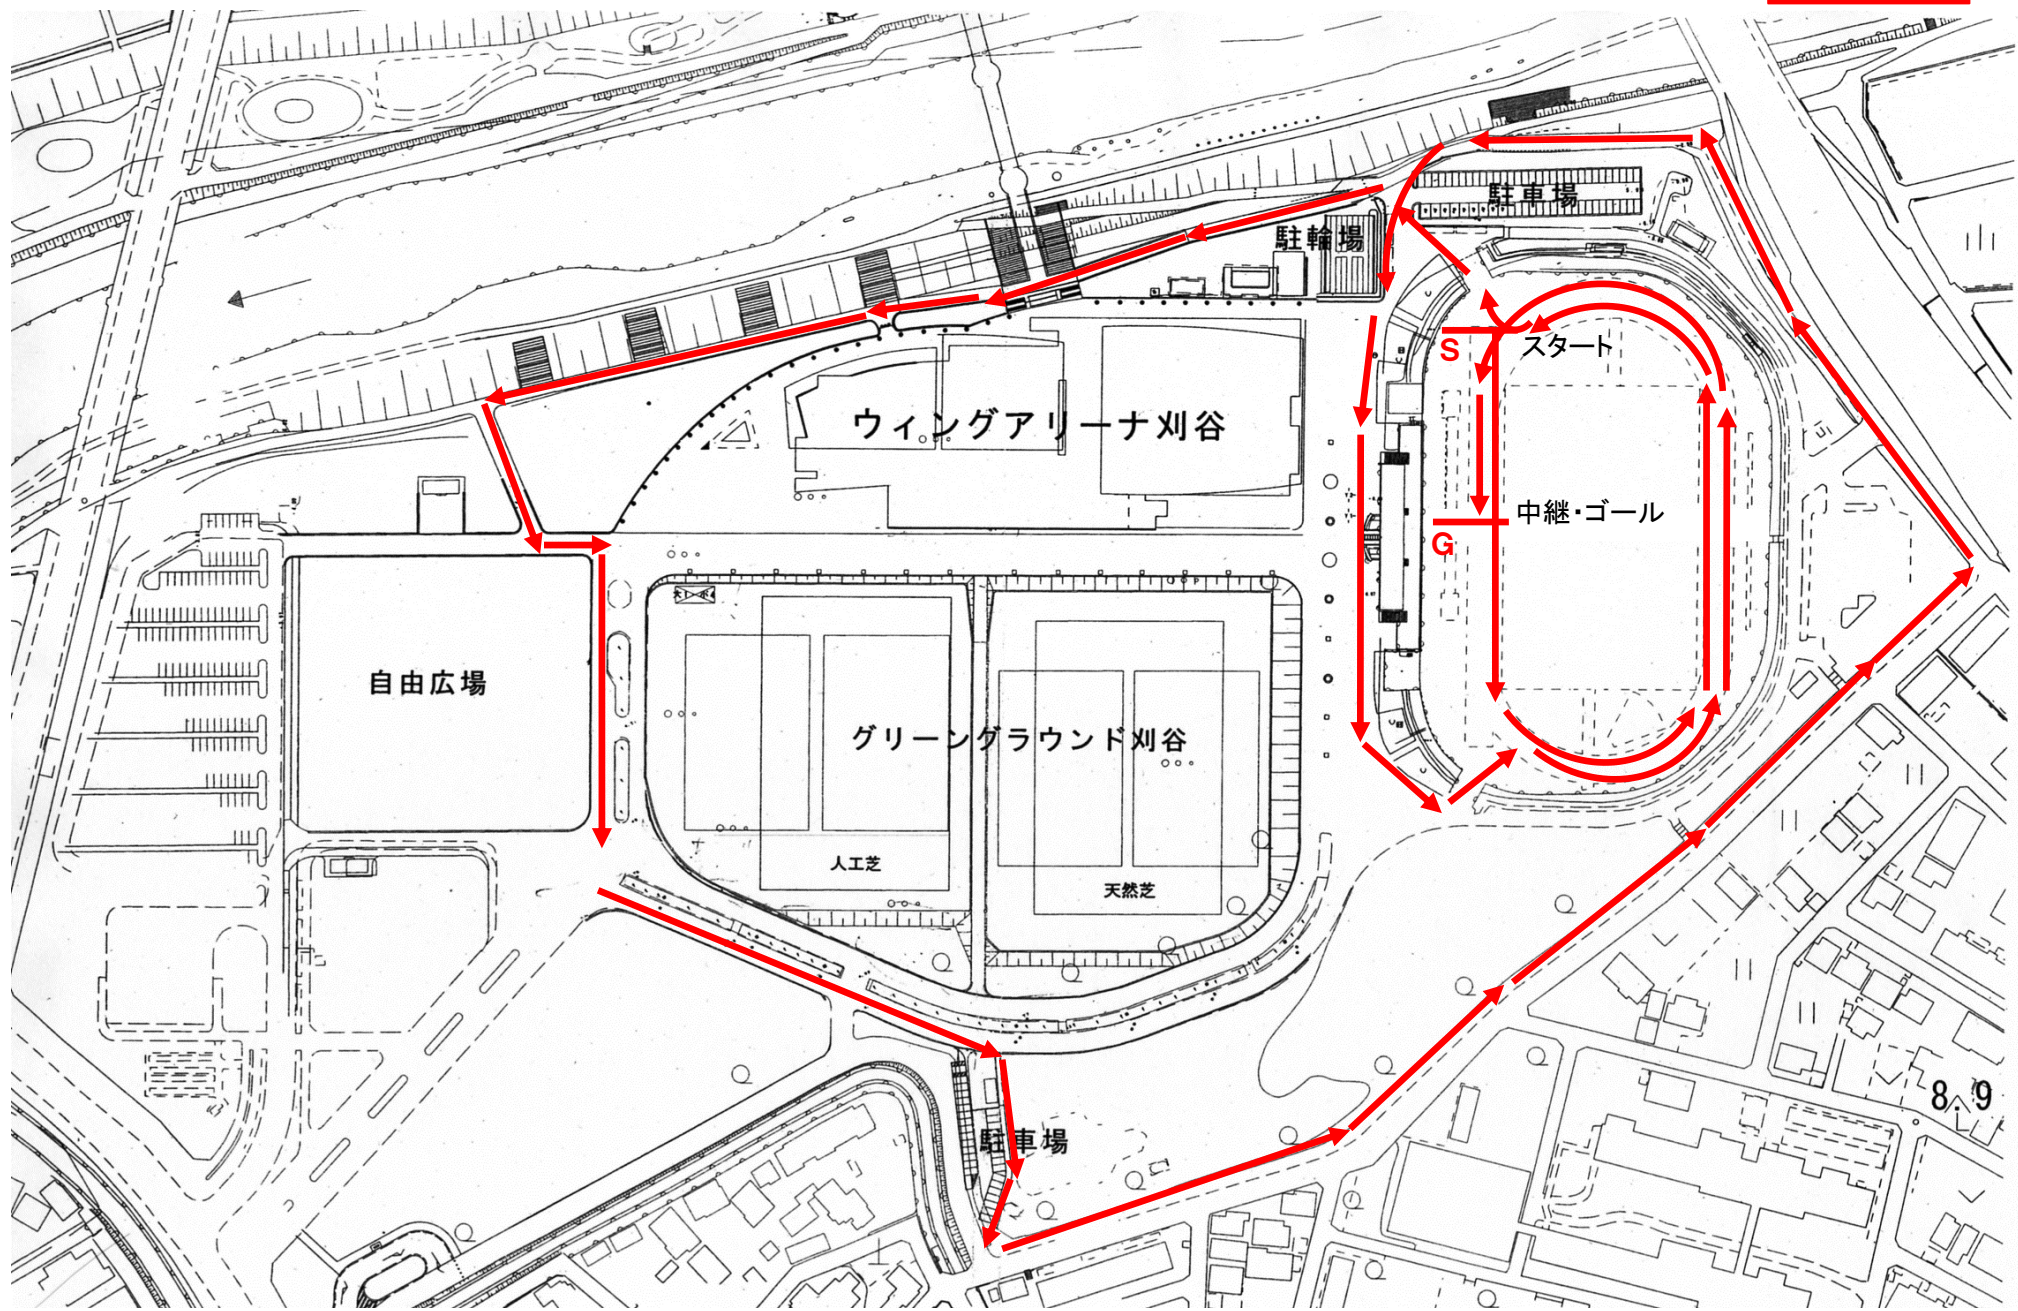 駐車場
駐輪場
S
スタート
ウィングアリーナ刈谷
中継・ゴール
G
自由広場
グリーングラウンド刈谷
人工芝
天然芝
8.9
駐車場